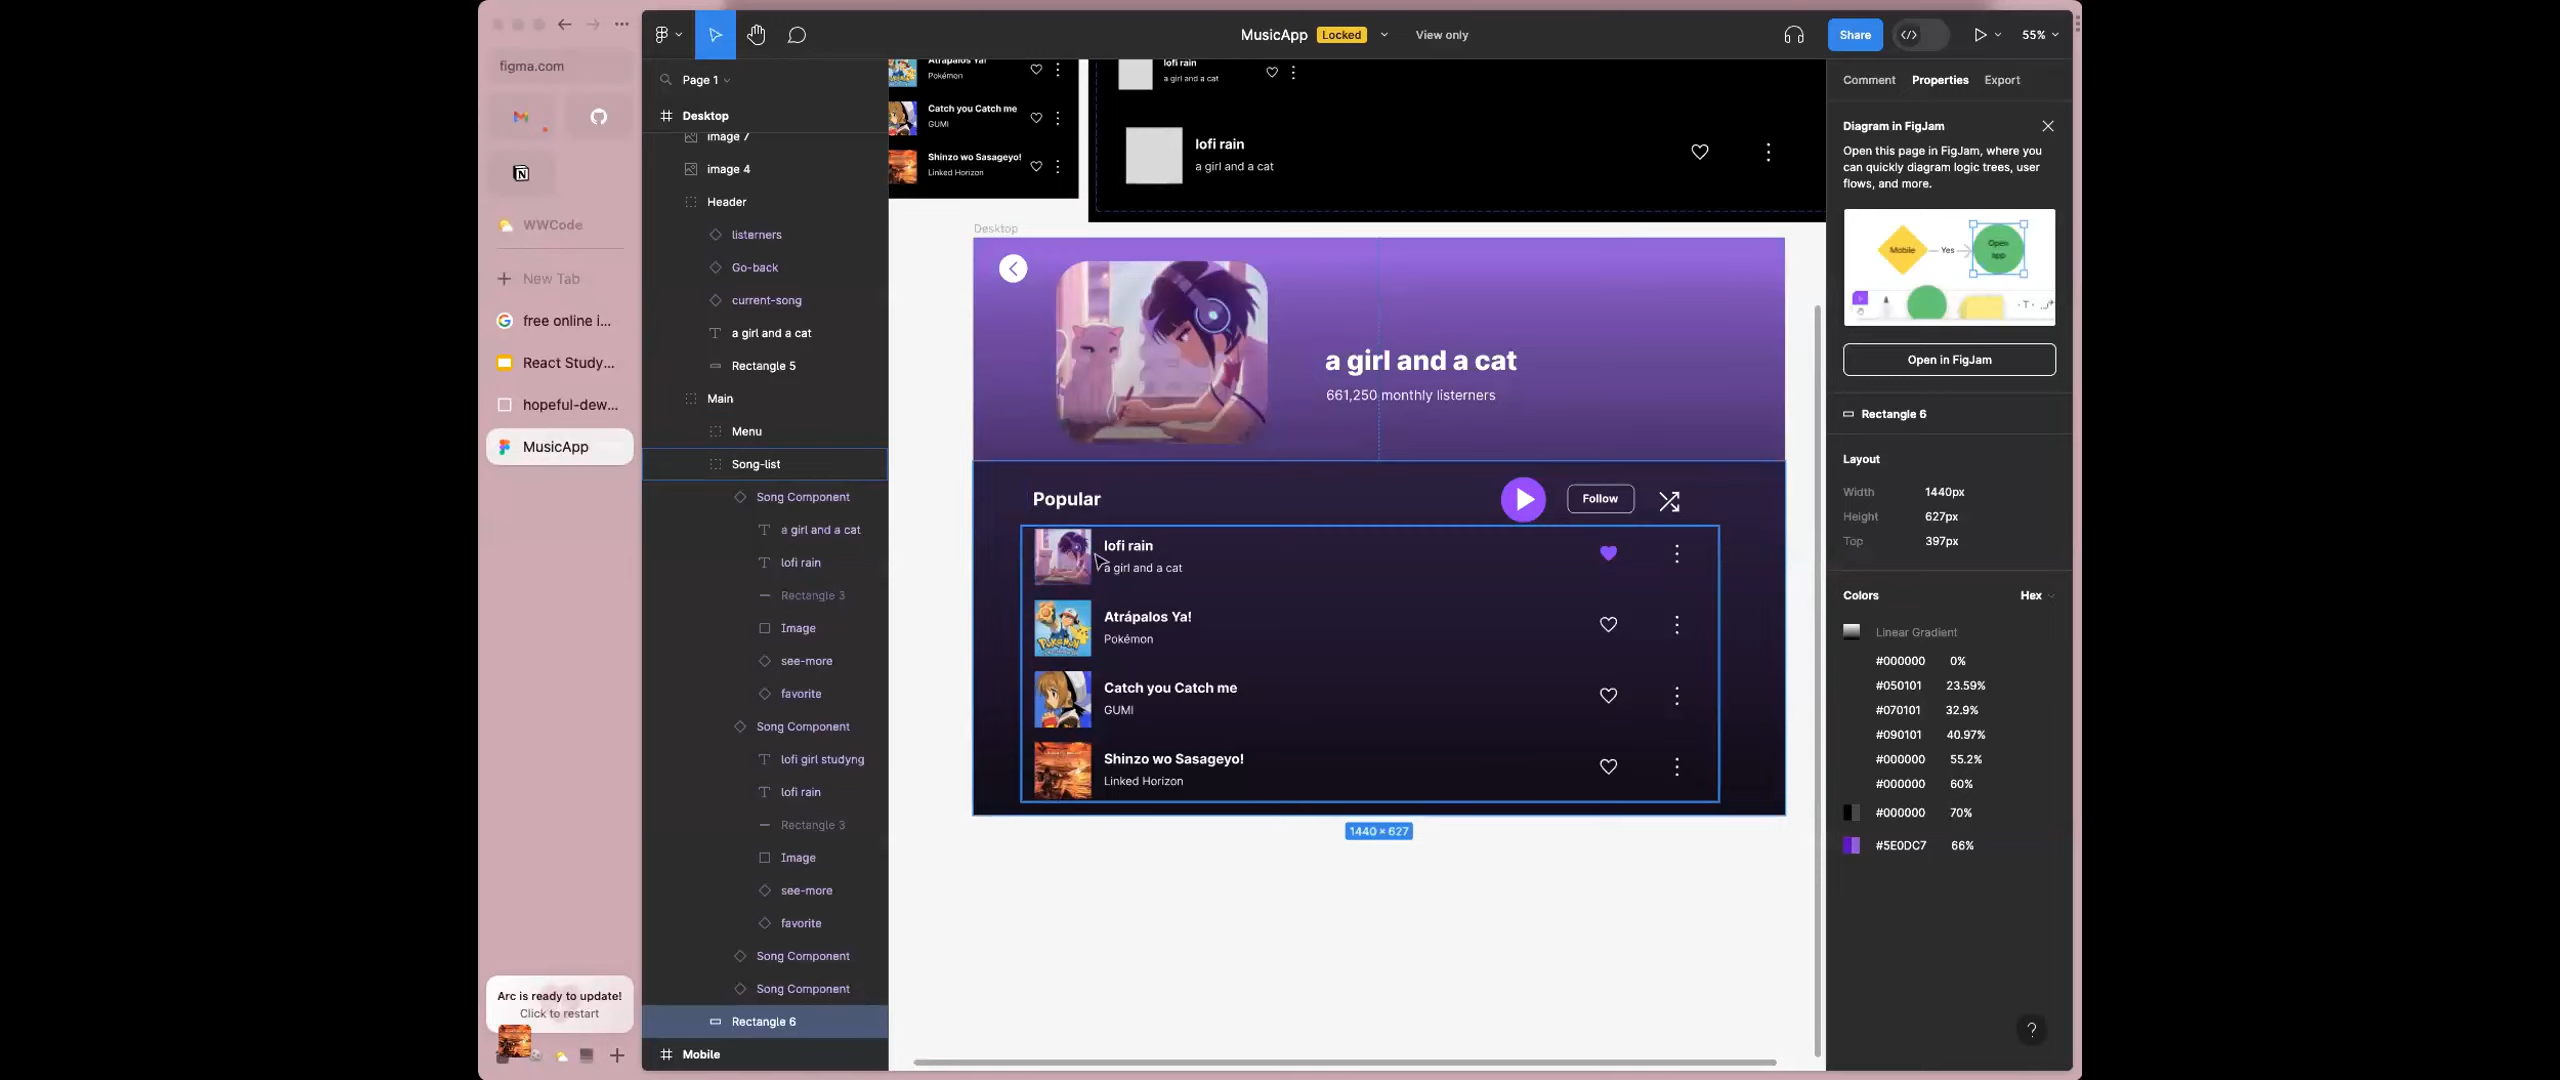 figma.com
WWCode
New Tab
free online i...
React Study...
hopeful-dew...
MusicApp
Arc is ready to update!
Click to restart
MusicApp
Locked
View only
Share
55%
Page 1
Desktop
image 7
image 4
Header
listerners
Go-back
current-song
a girl and a cat
Rectangle 5
Main
Menu
Song-list
Song Component
a girl and a cat
lofi rain
Rectangle 3
Image
see-more
favorite
Song Component
lofi girl studyng
lofi rain
Rectangle 3
Image
see-more
favorite
Song Component
Song Component
Rectangle 6
Mobile
Atrápalos Ya!
Pokémon
Catch you Catch me
GUMI
Shinzo wo Sasageyo!
Linked Horizon
lofi rain
a girl and a cat
lofi rain
a girl and a cat
Desktop
a girl and a cat
661,250 monthly listerners
Popular
Follow
lofi rain
a girl and a cat
Atrápalos Ya!
Pokémon
Catch you Catch me
GUMI
Shinzo wo Sasageyo!
Linked Horizon
1440 × 627
Comment
Properties
Export
Diagram in FigJam
Open this page in FigJam, where you
can quickly diagram logic trees, user
flows, and more.
Mobile
Yes
Open
app
Open in FigJam
Rectangle 6
Layout
Width 1440px
Height 627px
Top 397px
Colors
Hex
Linear Gradient
#000000 0%
#050101 23.59%
#070101 32.9%
#090101 40.97%
#000000 55.2%
#000000 60%
#000000 70%
#5E0DC7 66%
?